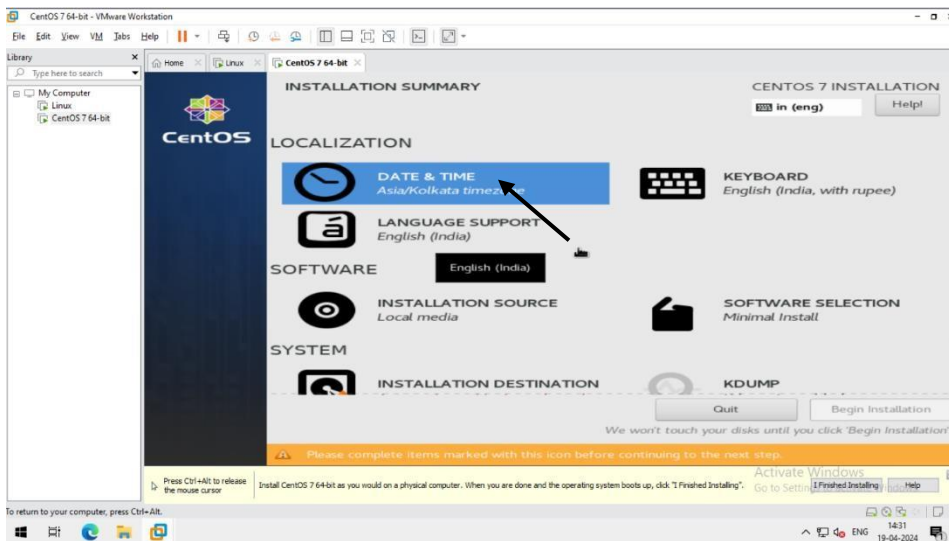 CentOS 7 64-bit - VMware Workstation
File Edit View VM Tabs Help
Library
Type here to search
Home
Linux
CentOS 7 64-bit
My Computer
Linux
CentOS 7 64-bit
CentOS
INSTALLATION SUMMARY
CENTOS 7 INSTALLATION
in (eng)
Help!
LOCALIZATION
DATE & TIME
Asia/Kolkata timezone
KEYBOARD
English (India, with rupee)
LANGUAGE SUPPORT
English (India)
English (India)
SOFTWARE
INSTALLATION SOURCE
Local media
SOFTWARE SELECTION
Minimal Install
SYSTEM
INSTALLATION DESTINATION
KDUMP
Quit
Begin Installation
We won't touch your disks until you click 'Begin Installation'
Please complete items marked with this icon before continuing to the next step.
Press Ctrl+Alt to release
the mouse cursor
Install CentOS 7 64-bit as you would on a physical computer. When you are done and the operating system boots up, click "I Finished Installing".
Activate Windows
Go to Settin
I Finished Installing
Help
To return to your computer, press Ctrl+Alt.
ENG
14:31
19-04-2024